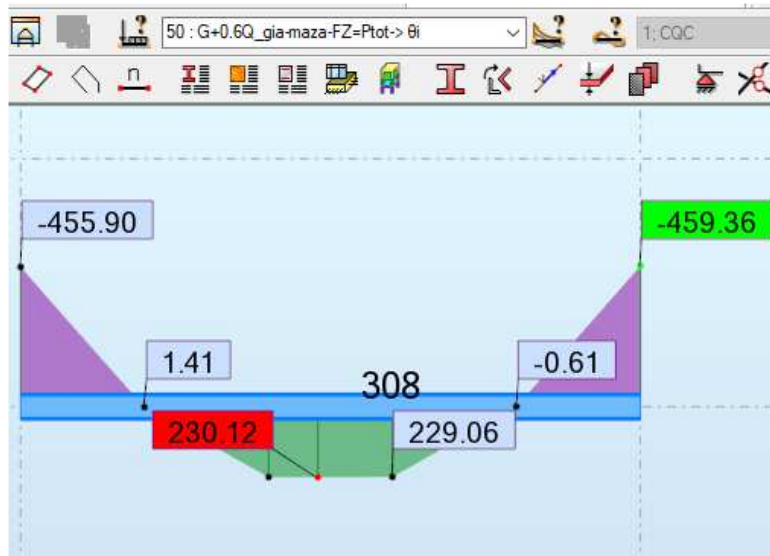 50 : G+0.6Q_gia-maza-FZ=Ptot-> θi
1; CQC
n
-455.90
-459.36
1.41
308
-0.61
230.12
229.06